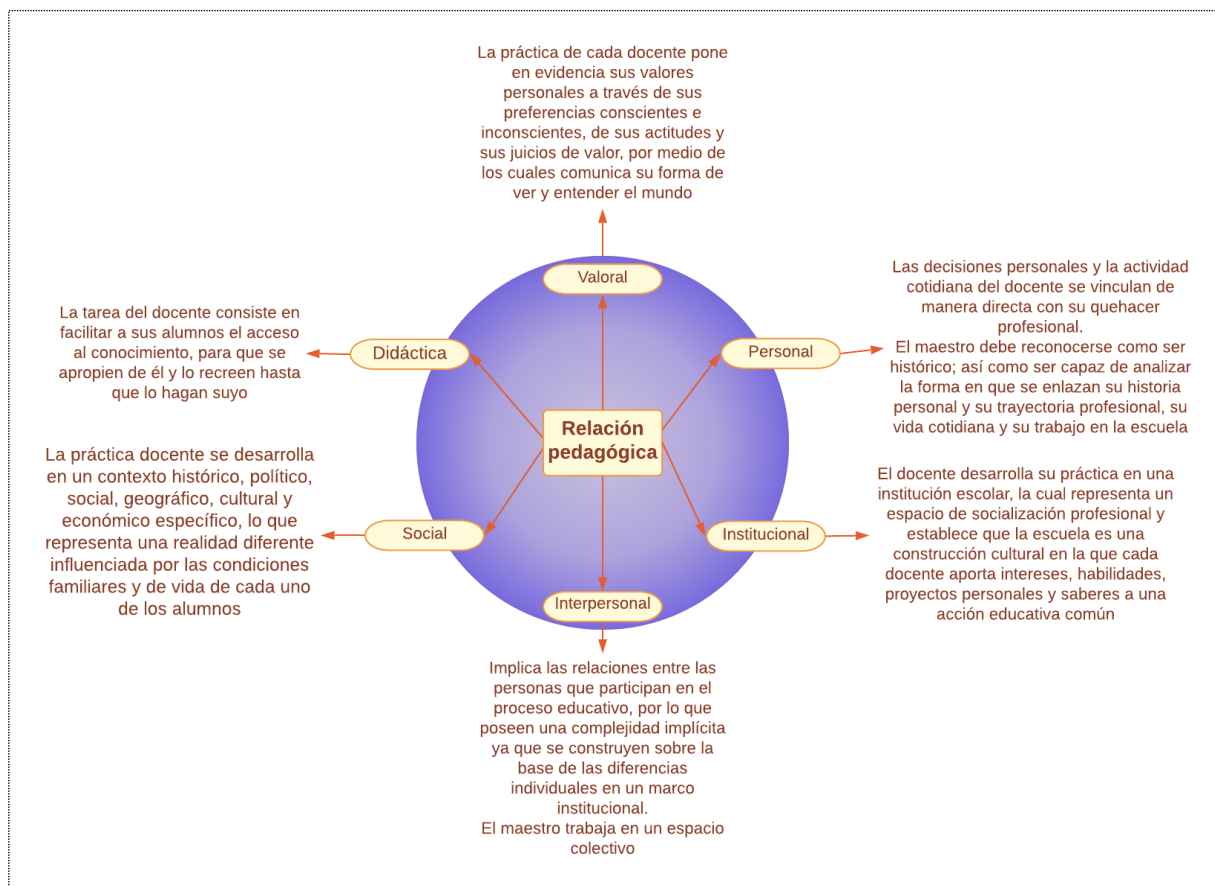 La práctica de cada docente pone
en evidencia sus valores
personales a través de sus
preferencias conscientes e
inconscientes, de sus actitudes y
sus juicios de valor, por medio de
los cuales comunica su forma de
ver y entender el mundo
Valoral
La tarea del docente consiste en
facilitar a sus alumnos el acceso
al conocimiento, para que se
apropien de él y lo recreen hasta
que lo hagan suyo
Didáctica
Personal
Las decisiones personales y la actividad
cotidiana del docente se vinculan de
manera directa con su quehacer
profesional.
El maestro debe reconocerse como ser
histórico; así como ser capaz de analizar
la forma en que se enlazan su historia
personal y su trayectoria profesional, su
vida cotidiana y su trabajo en la escuela
Relación
pedagógica
La práctica docente se desarrolla
en un contexto histórico, político,
social, geográfico, cultural y
económico específico, lo que
representa una realidad diferente
influenciada por las condiciones
familiares y de vida de cada uno
de los alumnos
Social
Institucional
El docente desarrolla su práctica en una
institución escolar, la cual representa un
espacio de socialización profesional y
establece que la escuela es una
construcción cultural en la que cada
docente aporta intereses, habilidades,
proyectos personales y saberes a una
acción educativa común
Interpersonal
Implica las relaciones entre las
personas que participan en el
proceso educativo, por lo que
poseen una complejidad implícita
ya que se construyen sobre la
base de las diferencias
individuales en un marco
institucional.
El maestro trabaja en un espacio
colectivo